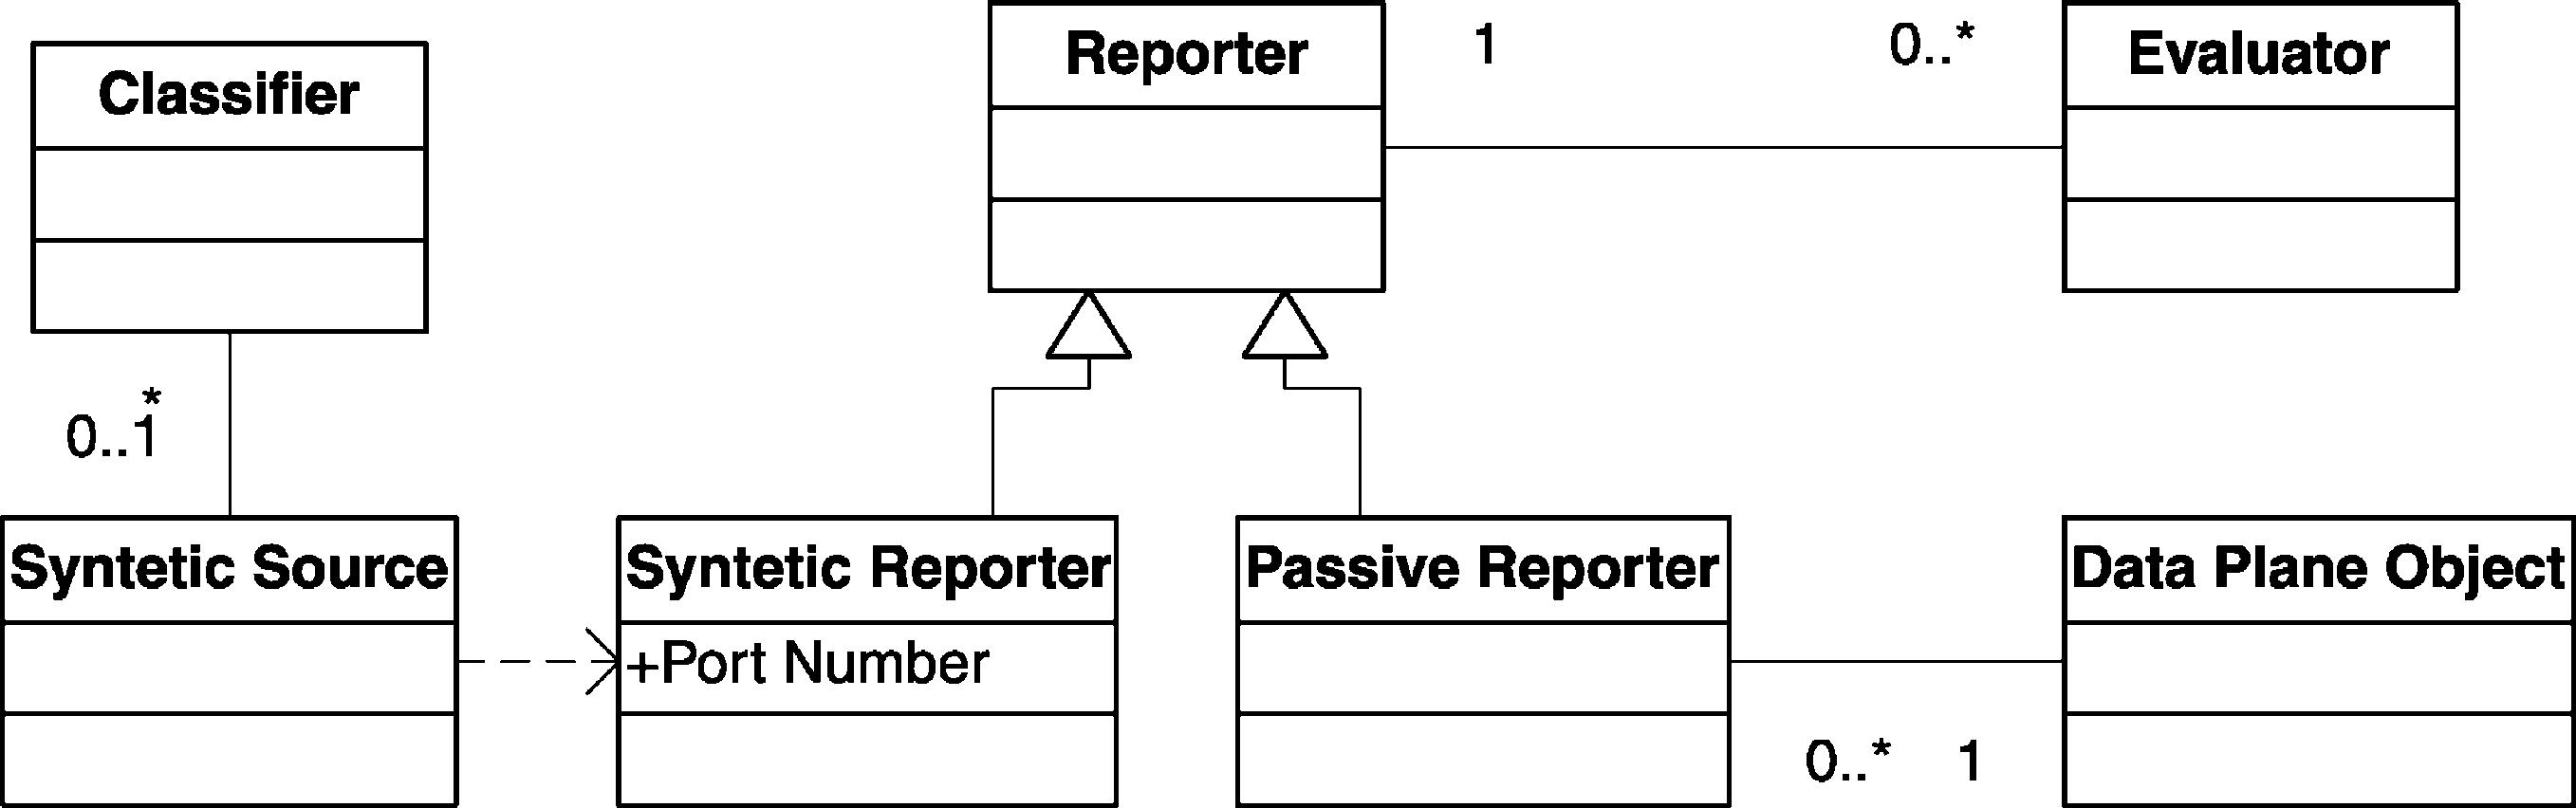 Classifier
Reporter
1
0..*
Evaluator
*
0..1
Syntetic Source
Syntetic Reporter
+Port Number
Passive Reporter
0..*
1
Data Plane Object